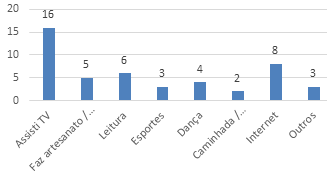 20
15
10
5
0
16
5
6
3
4
2
8
3
Assisti TV
Faz artesanato /...
Leitura
Esportes
Dança
Caminhada /...
Internet
Outros